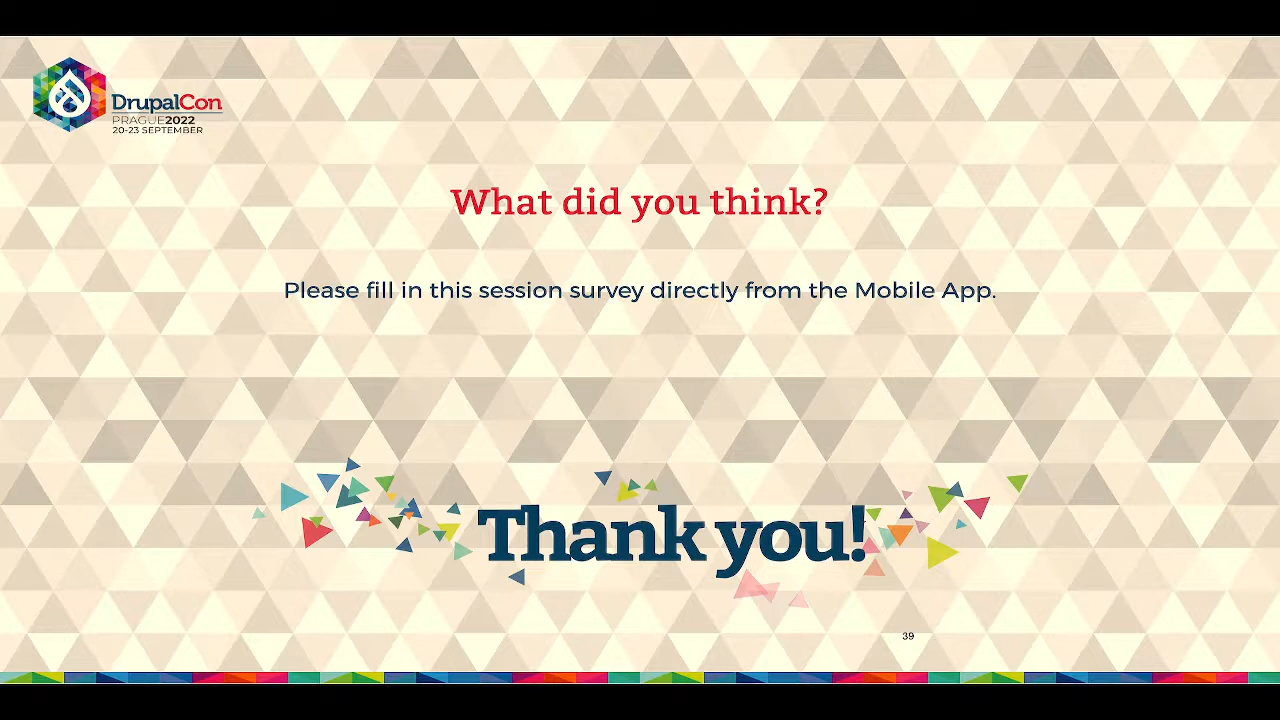 DrupalCon
PRAGUE2022
20-23 SEPTEMBER
What did you think?
Please fill in this session survey directly from the Mobile App.
Thank you!
39